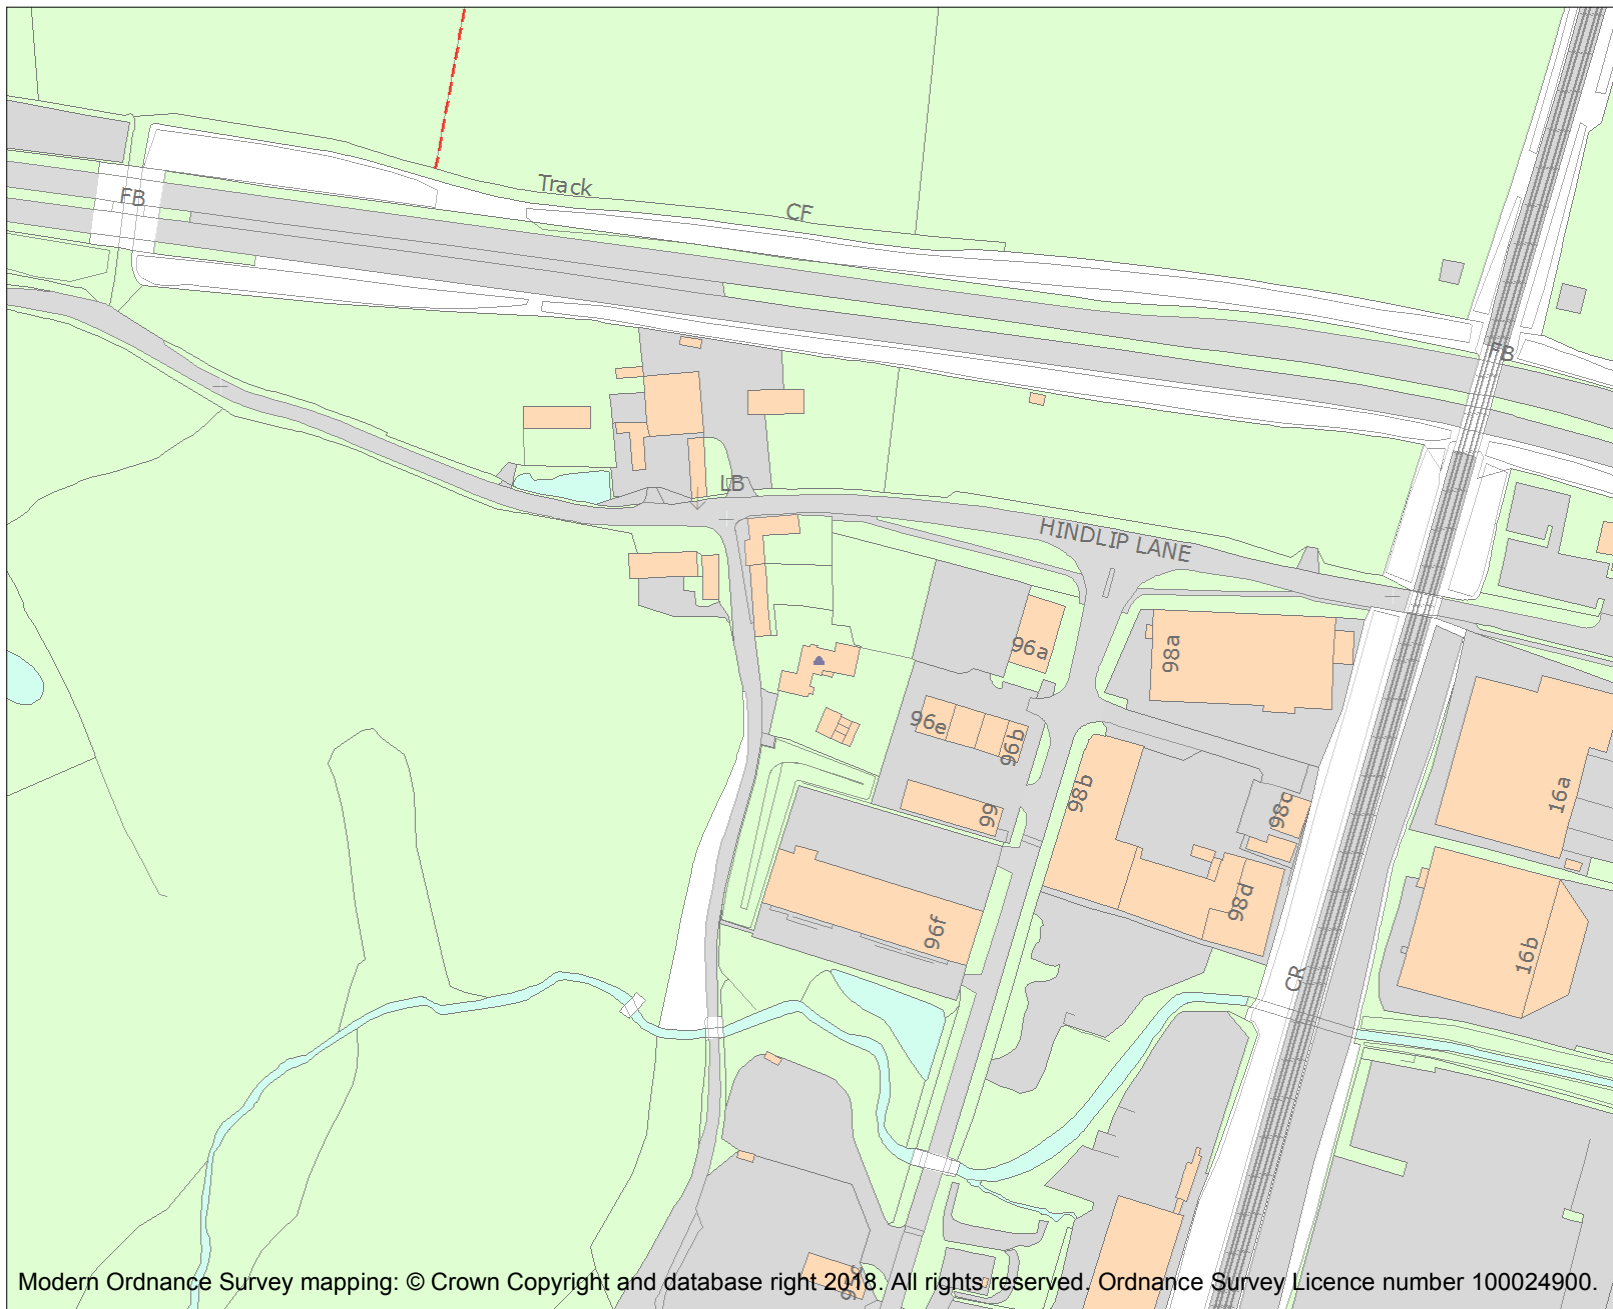 Track
CF
FB
FB
LB
HINDLIP LANE
96a
98a
96e
96b
98b
99
98c
16a
98d
96f
16b
CR
Modern Ordnance Survey mapping: © Crown Copyright and database right 2018. All rights reserved. Ordnance Survey Licence number 100024900.